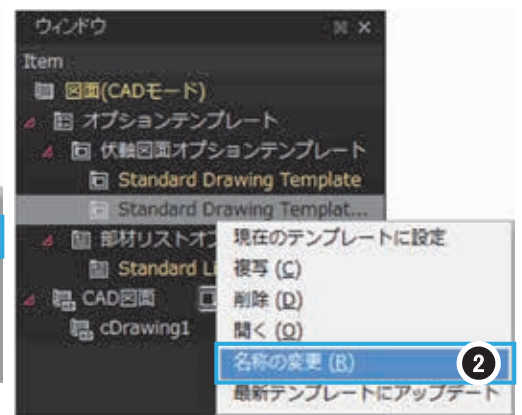 ウィンドウ
Item
図面(CADモード)
オプションテンプレート
伏軸図面オプションテンプレート
Standard Drawing Template
Standard Drawing Templat...
部材リストオ
Standard Li
CAD図面
cDrawing1
現在のテンプレートに設定
複写 (C)
削除 (D)
開く (O)
名称の変更 (R)
2
最新テンプレートにアップデート